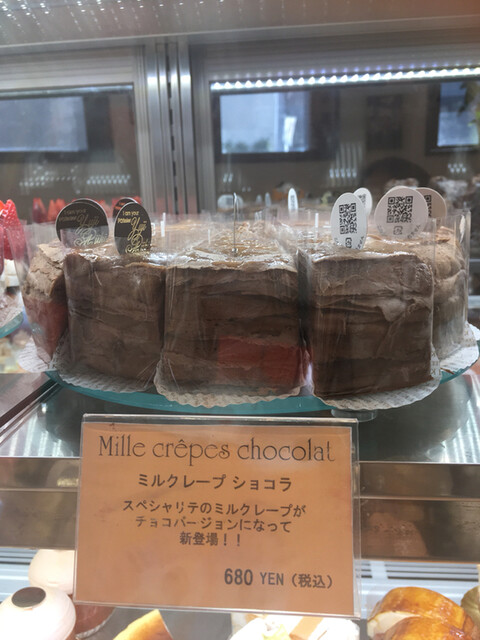 Mille crêpes chocolat
ミルクレープ ショコラ
スペシャリテのミルクレープが
チョコバージョンになって
新登場！！
680 YEN（税込）